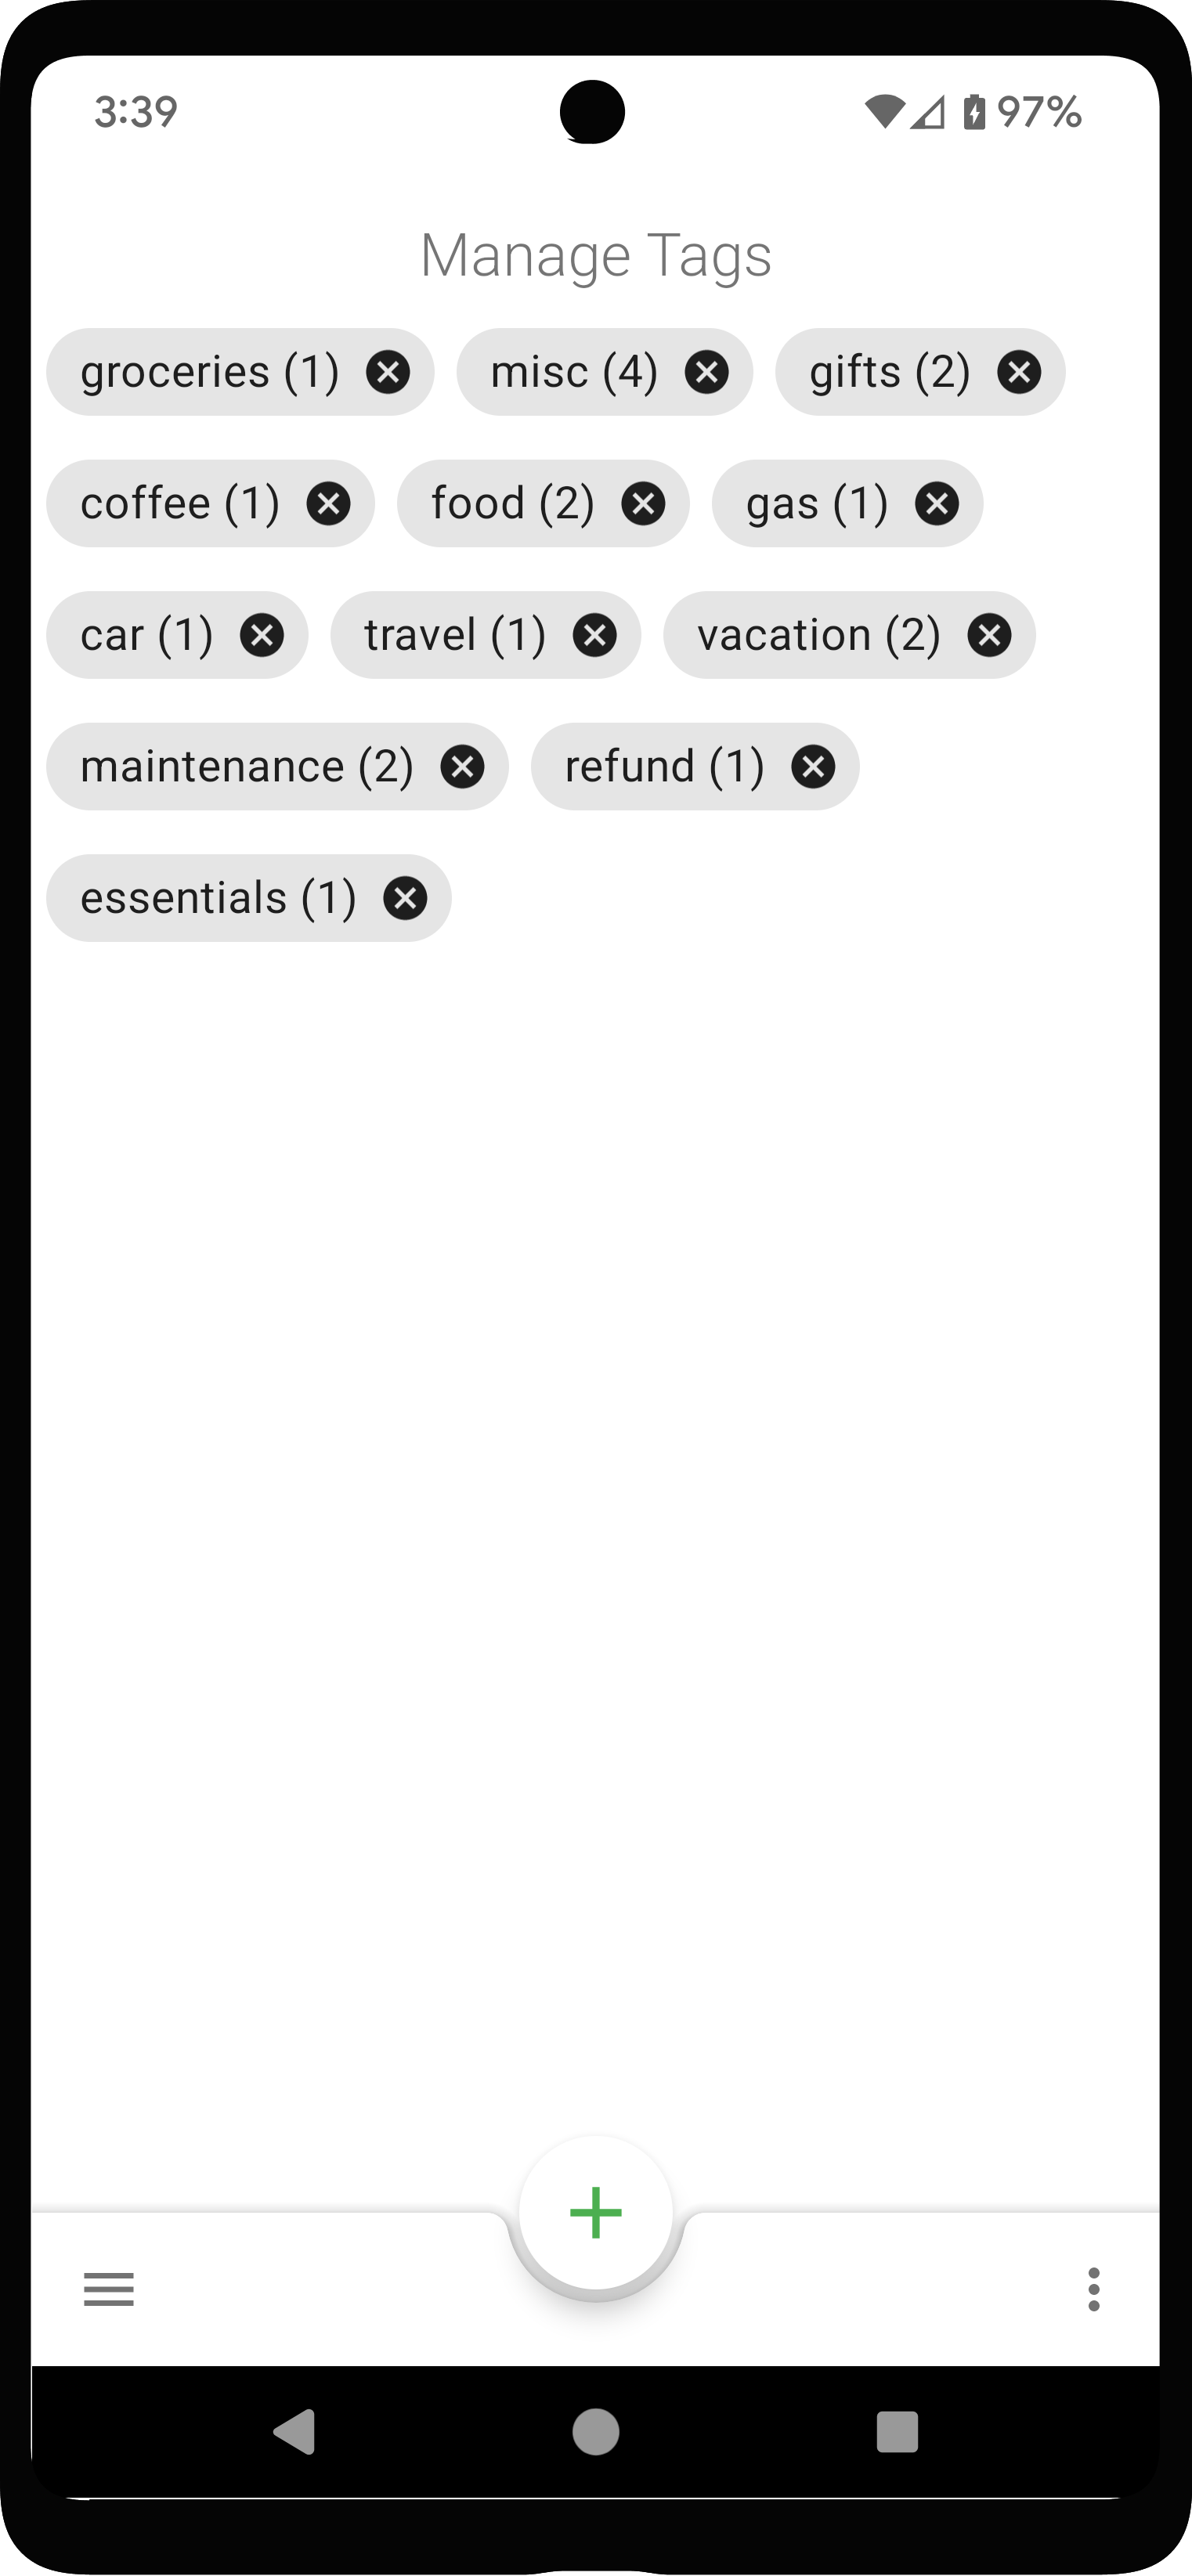 3:39 97%
Manage Tags
groceries (1) misc (4) gifts (2)
coffee (1) food (2) gas (1)
car (1) travel (1) vacation (2)
maintenance (2) refund (1)
essentials (1)